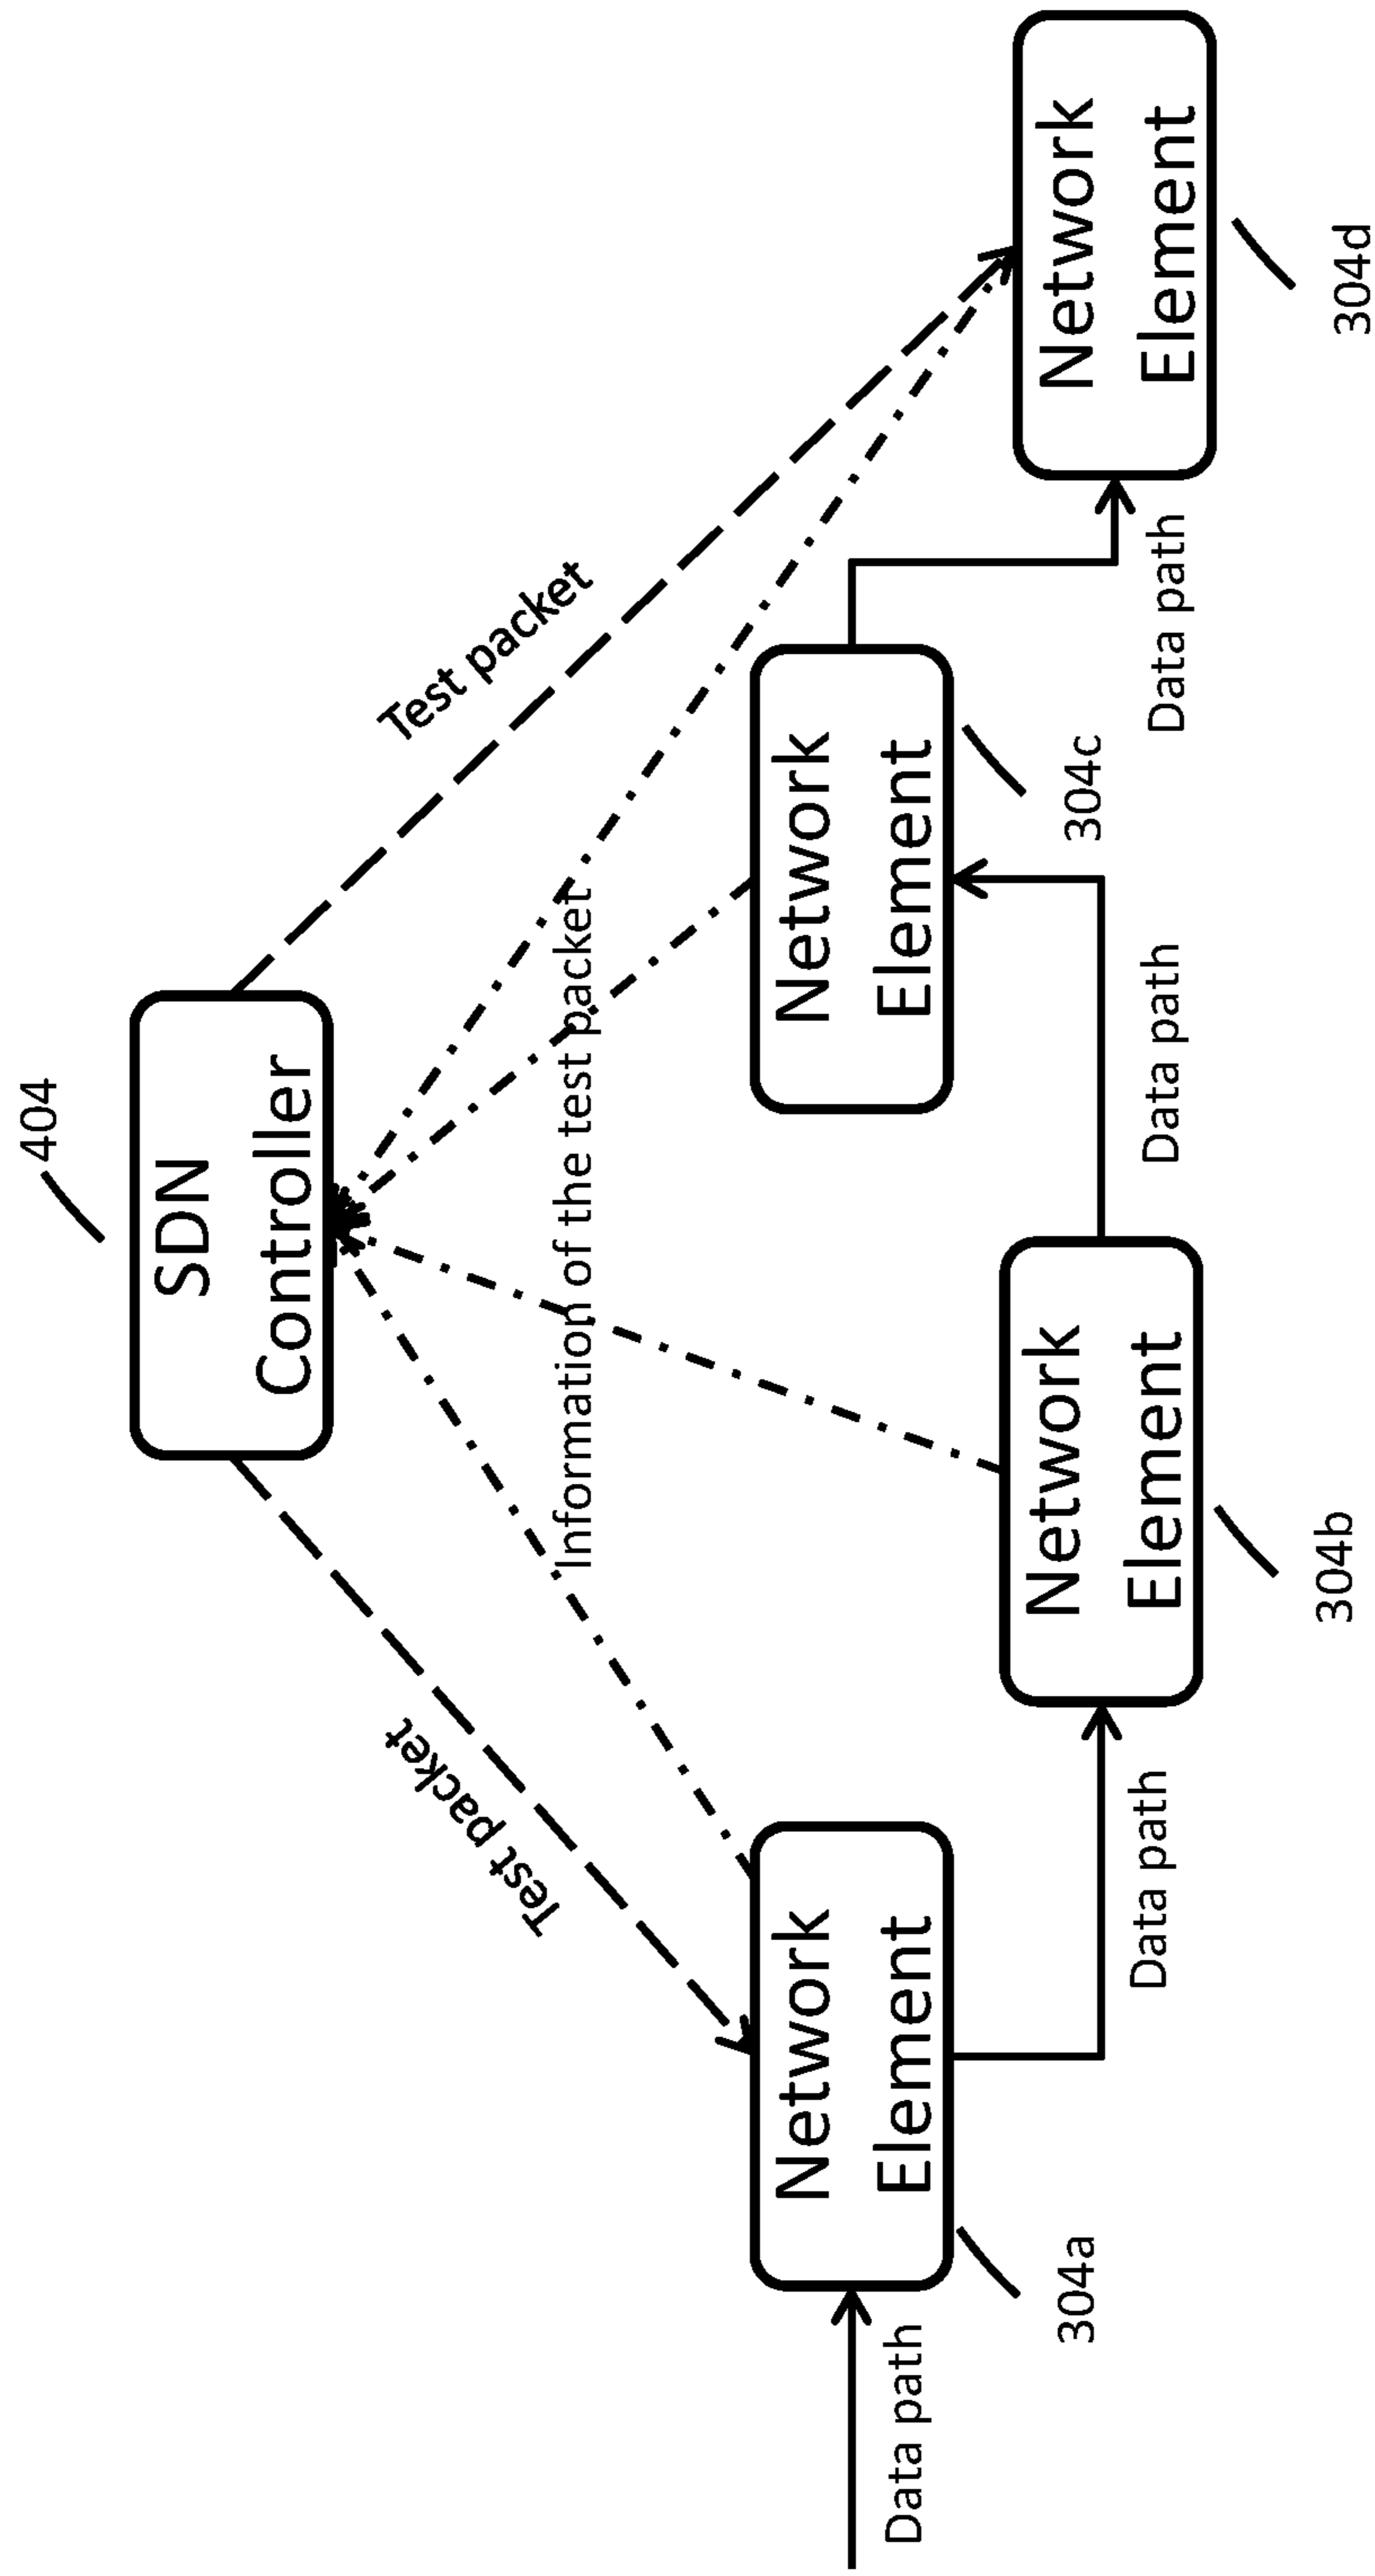 404
SDN
Controller
Test packet
Test packet
Information of the test packet
Network
Element
304a
Network
Element
304b
Network
Element
304c
Network
Element
304d
Data path
Data path
Data path
Data path